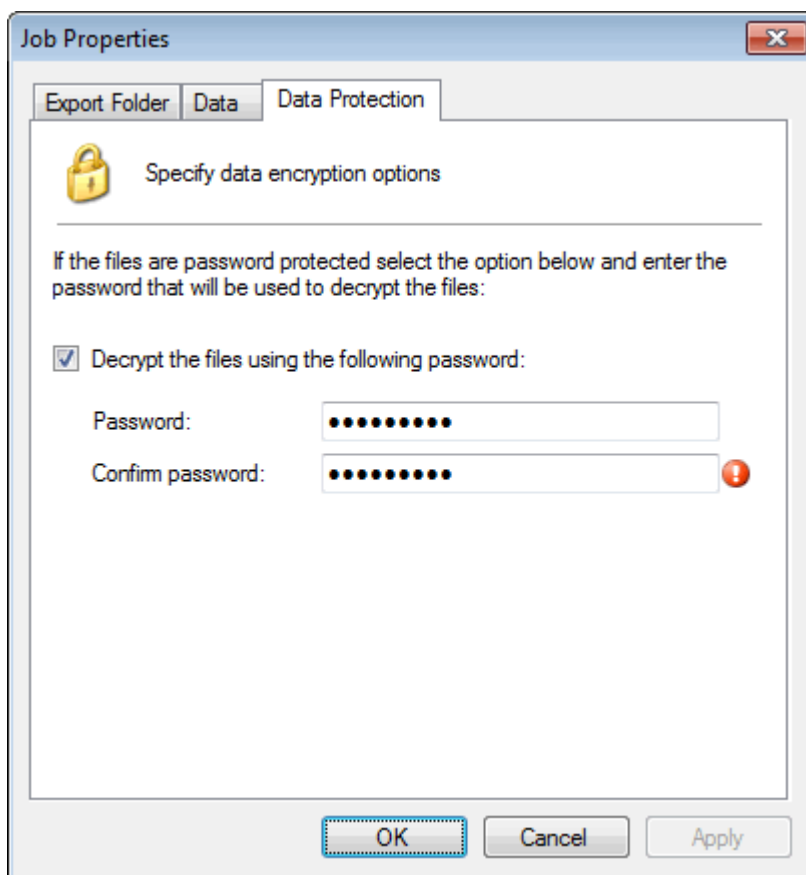 Job Properties
Export Folder
Data
Data Protection
Specify data encryption options
If the files are password protected select the option below and enter the
password that will be used to decrypt the files:
Decrypt the files using the following password:
Password:
●●●●●●●●●
Confirm password:
●●●●●●●●●
OK
Cancel
Apply